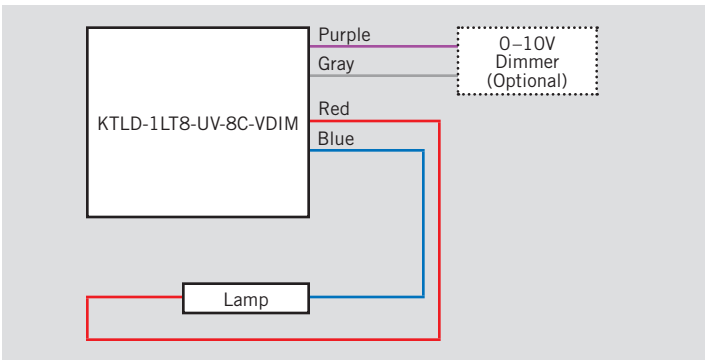 Purple
0–10V
Dimmer
(Optional)
Gray
Red
KTLD-1LT8-UV-8C-VDIM
Blue
Lamp